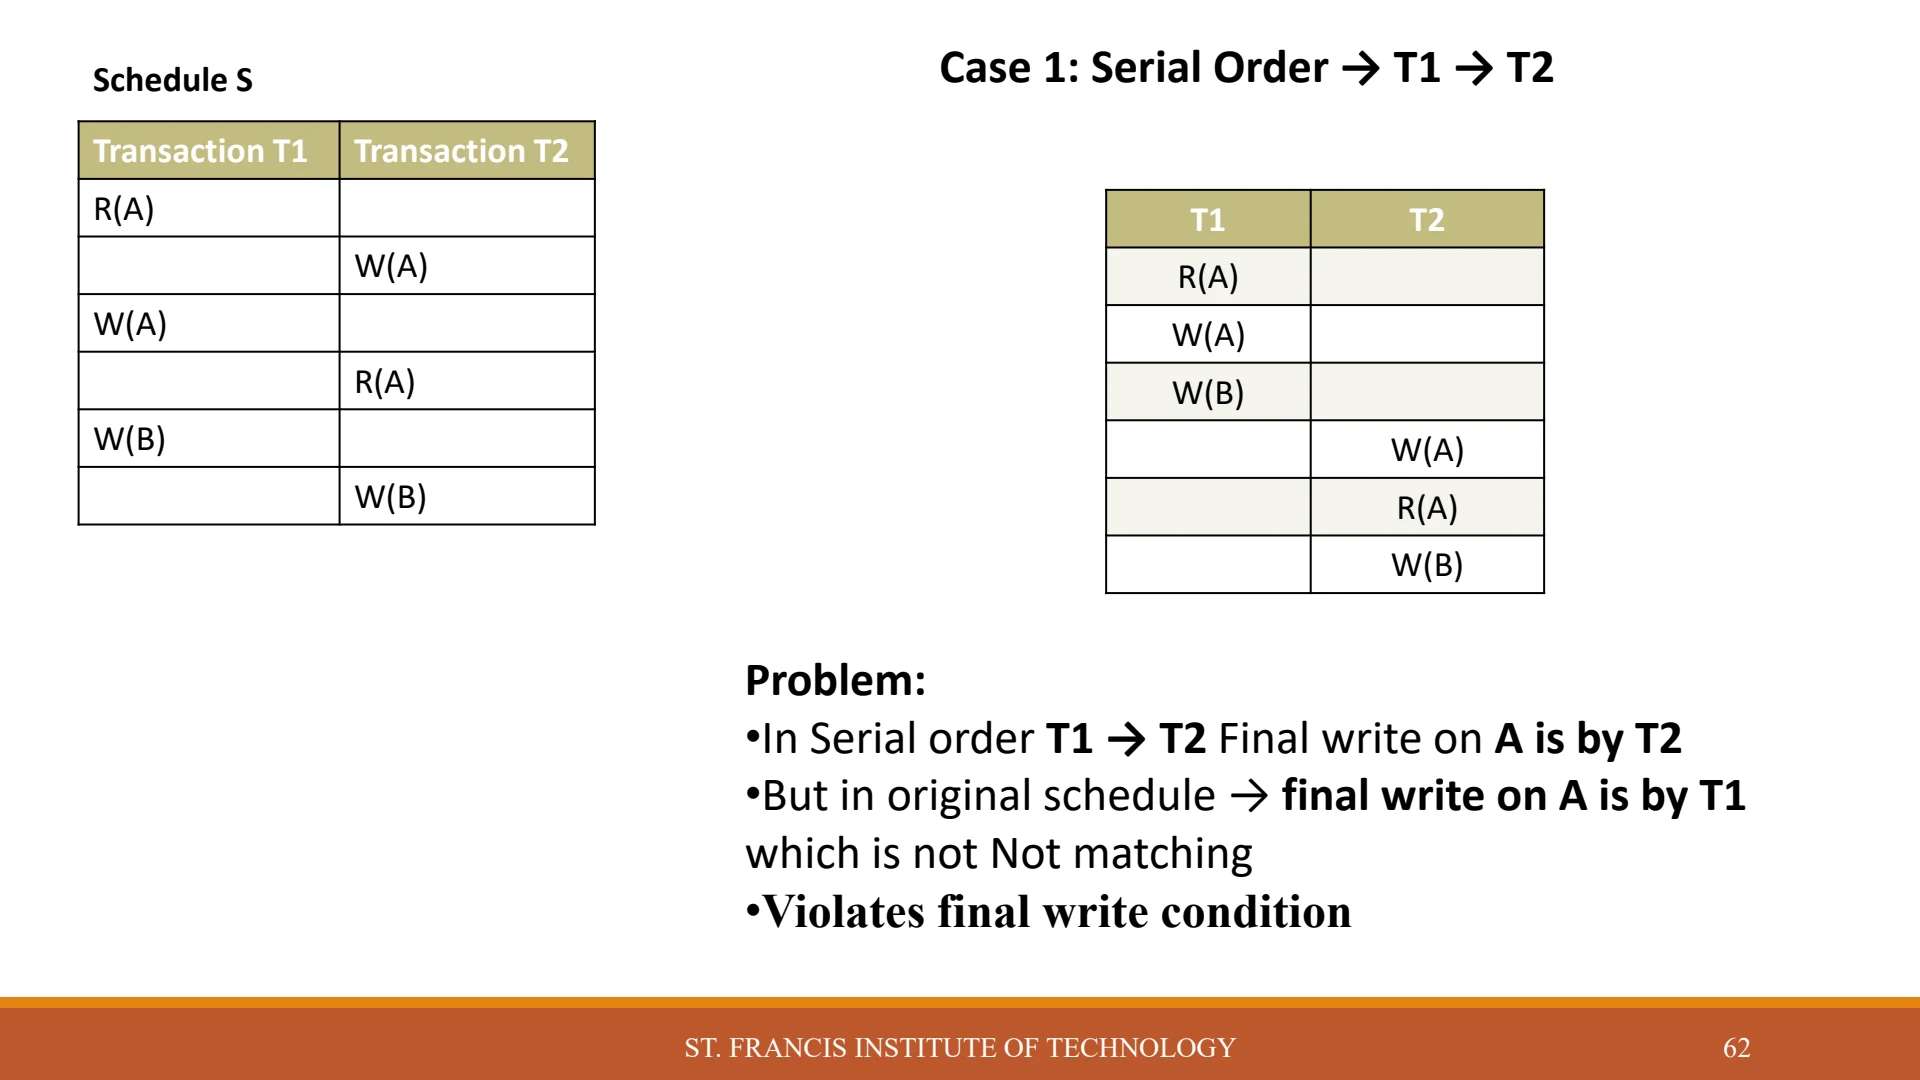 Schedule S
Transaction T1 Transaction T2
R(A)
W(A)
W(A)
R(A)
W(B)
W(B)
Case 1: Serial Order → T1 → T2
T1 T2
R(A)
W(A)
W(B)
W(A)
R(A)
W(B)
Problem:
•In Serial order T1 → T2 Final write on A is by T2
•But in original schedule → final write on A is by T1
which is not Not matching
•Violates final write condition
ST. FRANCIS INSTITUTE OF TECHNOLOGY
62